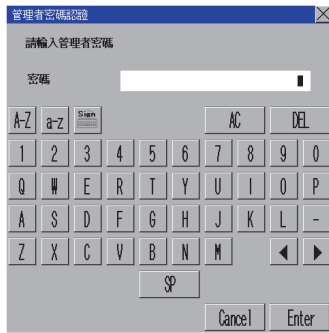 管理者密碼認證
請輸入管理者密碼
密碼
A-Z a-z Sign AC DEL
1 2 3 4 5 6 7 8 9 0
Q W E R T Y U I O P
A S D F G H J K L -
Z X C V B N M
SP
Cancel Enter